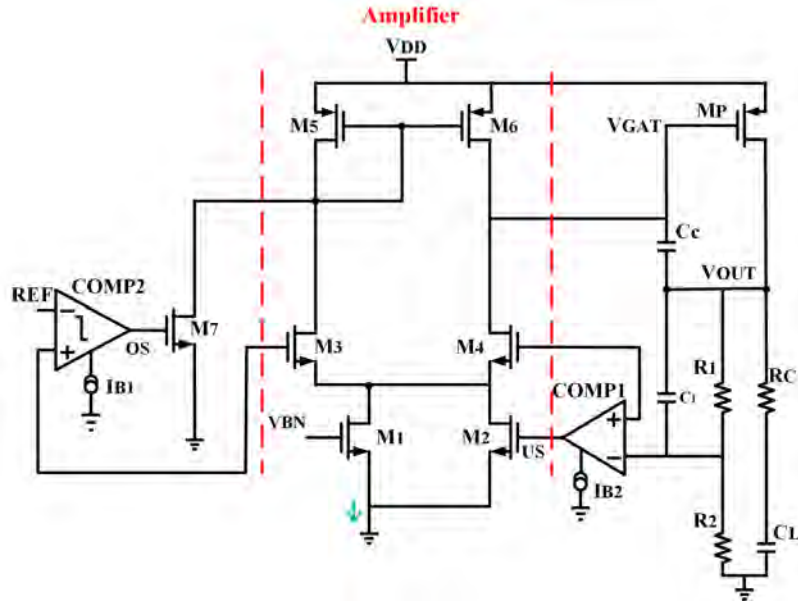 Amplifier
VDD
M5
M6
MP
VGAT
CC
COMP2
VOUT
REF
M7
OS
M3
M4
R1
RC
IB1
COMP1
C1
VBN
M1
M2
US
IB2
R2
CL